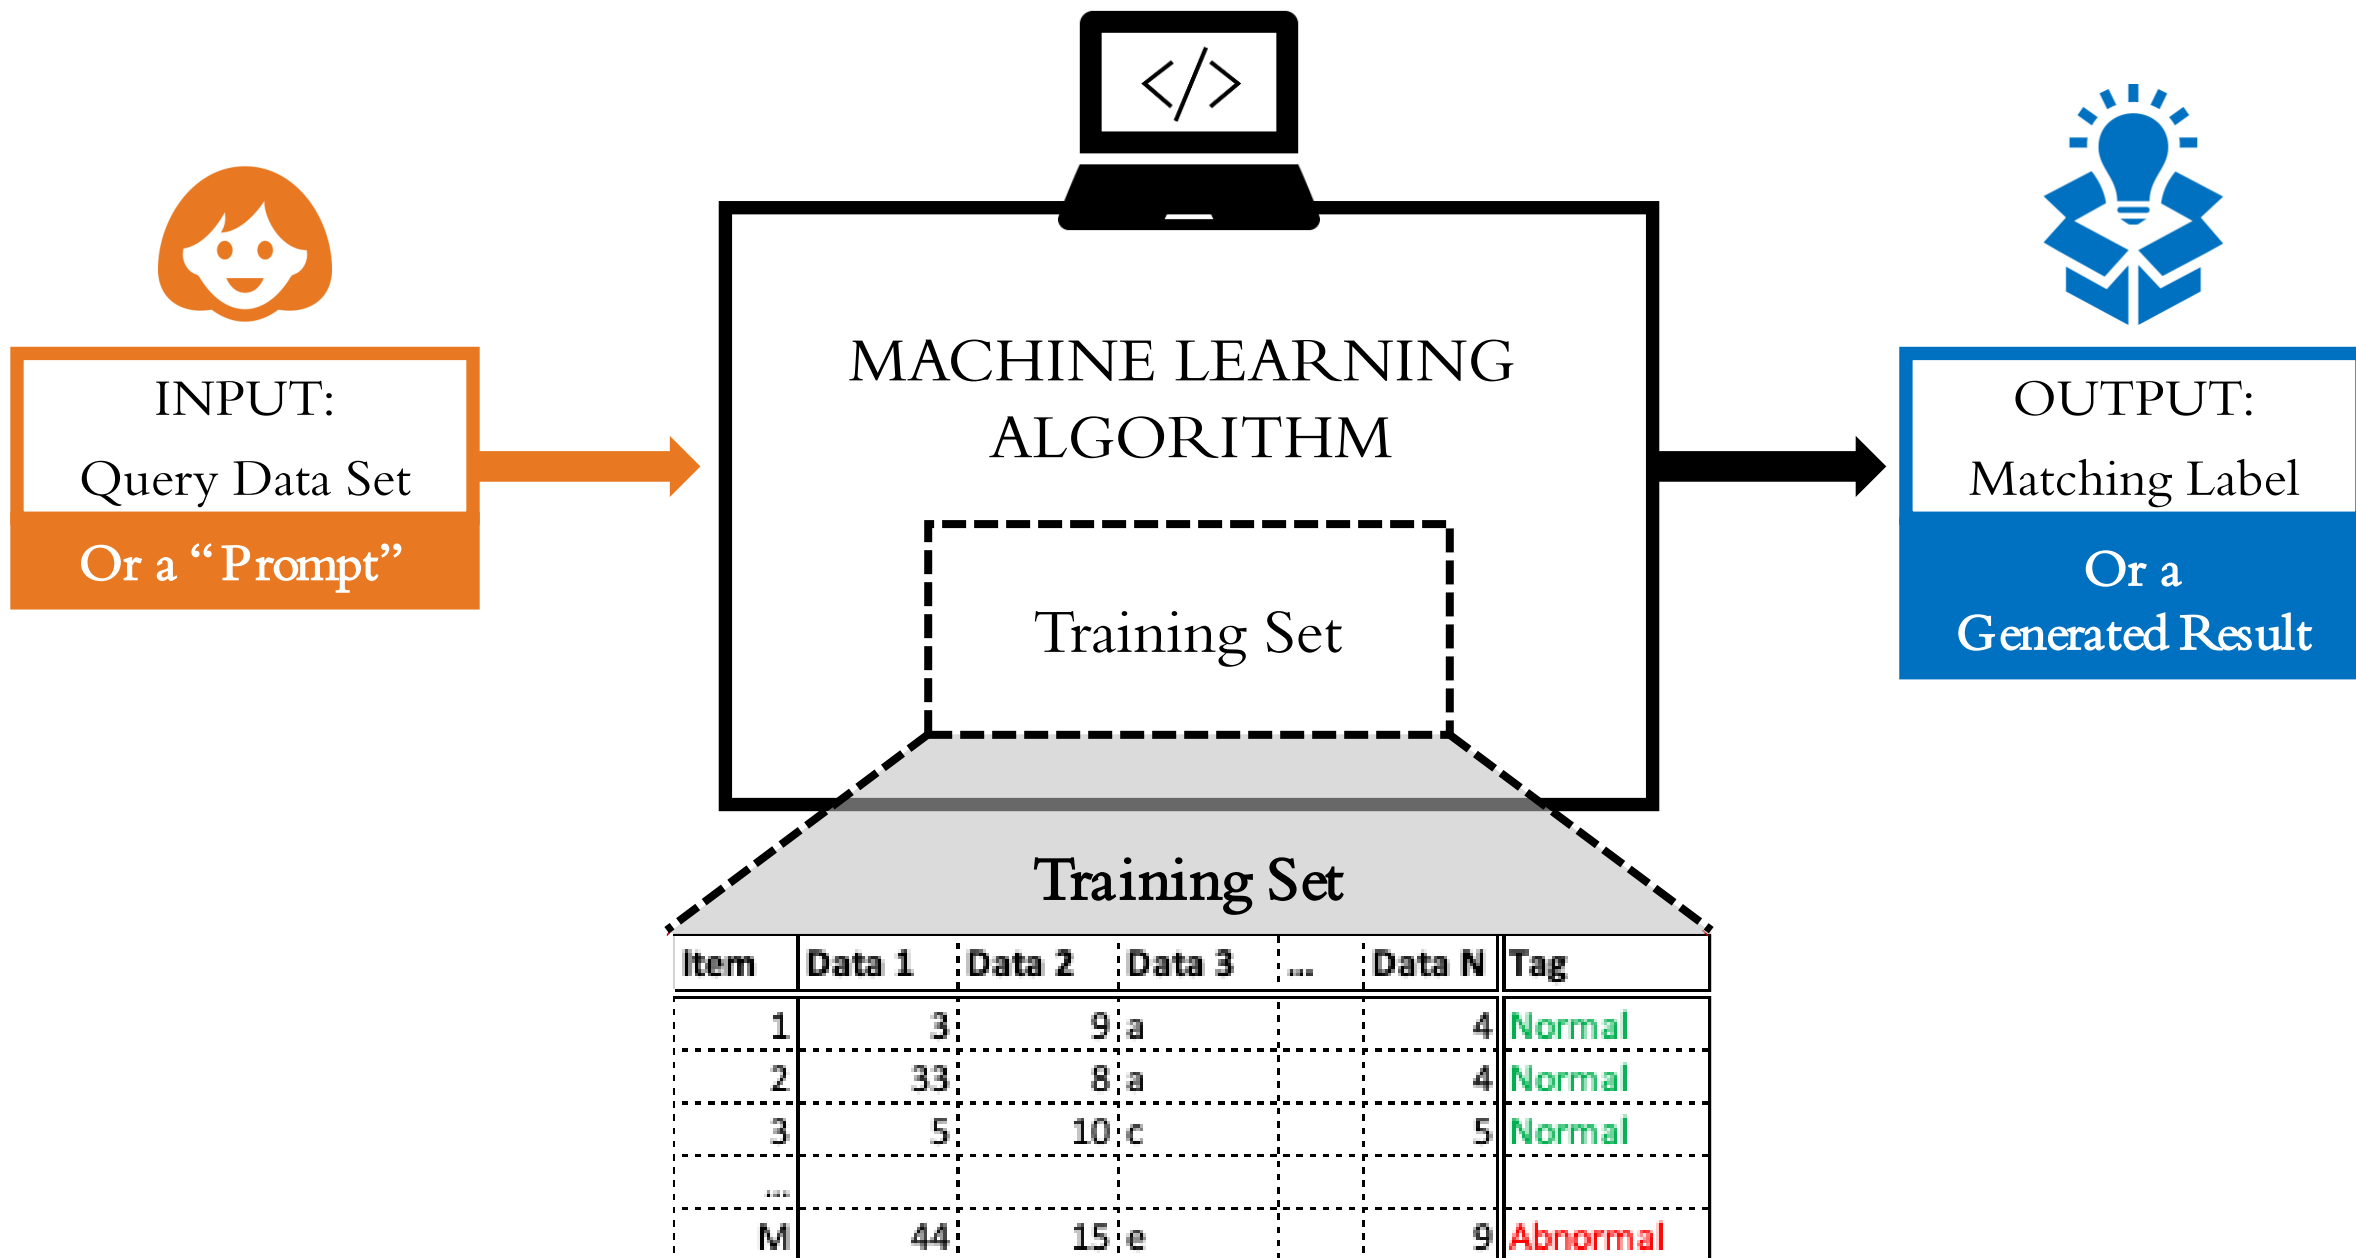 </>
INPUT:
Query Data Set
Or a “Prompt”
MACHINE LEARNING
ALGORITHM
Training Set
OUTPUT:
Matching Label
Or a
Generated Result
Training Set
Item Data 1 Data 2 Data 3 ... Data N Tag
1 3 9 a 4 Normal
2 33 8 a 4 Normal
3 5 10 c 5 Normal
...
M 44 15 e 9 Abnormal